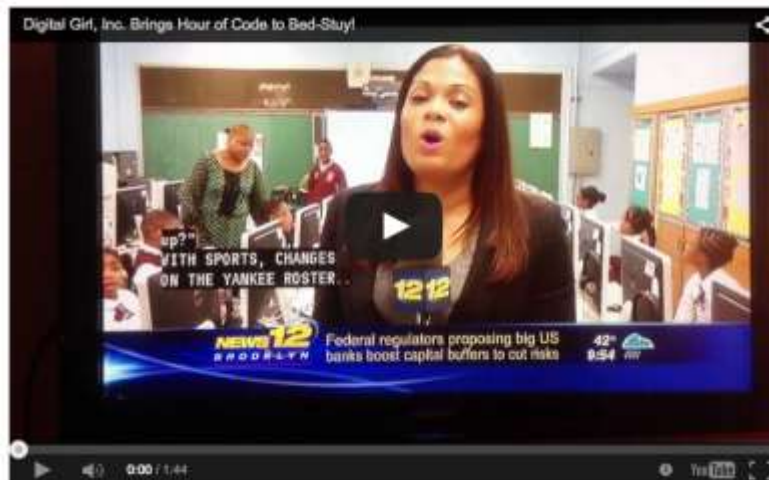 Digital Girl, Inc. Brings Hour of Code to Bed-Stuy!
up?"
WITH SPORTS, CHANGES
ON THE YANKEE ROSTER..
12 12
NEWS 12
BROOKLYN
Federal regulators proposing big US
banks boost capital buffers to cut risks
42°
9:54
0:00 / 1:44
YouTube